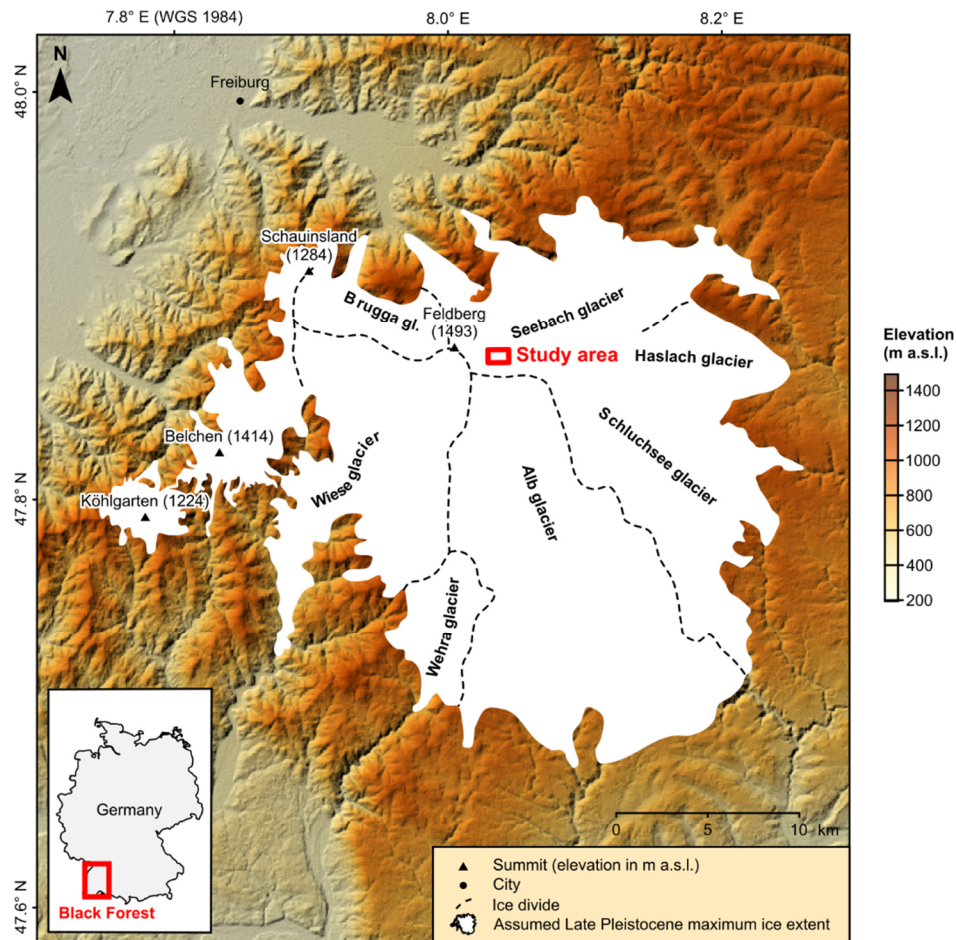 7.8° E (WGS 1984)
8.0° E
8.2° E
N
48.0° N
Freiburg
Schauinsland
(1284)
Brugga gl.
Feldberg
(1493)
Seebach glacier
Study area
Haslach glacier
Elevation
(m a.s.l.)
1400
1200
1000
800
600
400
200
Belchen (1414)
Schluchsee glacier
Wiese glacier
Alb glacier
47.8° N
Köhlgarten (1224)
Wehra glacier
Germany
Black Forest
0 5 10 km
47.6° N
Summit (elevation in m a.s.l.)
City
Ice divide
Assumed Late Pleistocene maximum ice extent